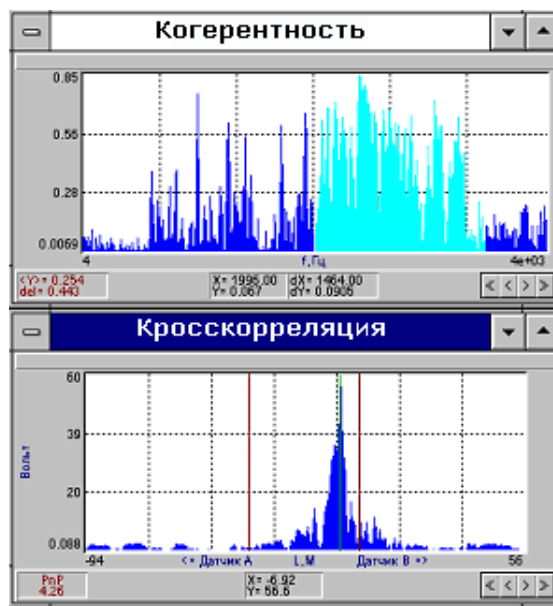 Когерентность
0.85
0.56
0.28
0.0069
4 f,Гц 4e+03
<Y>= 0.254 X= 1995.00 dX= 1464.00
del= 0.443 Y= 0.067 dY= 0.0905
Кросскорреляция
60
39
Вольт
20
0.088
-94 <= Датчик A L,М Датчик B => 56
РпР X= -6.92
4.26 Y= 56.6